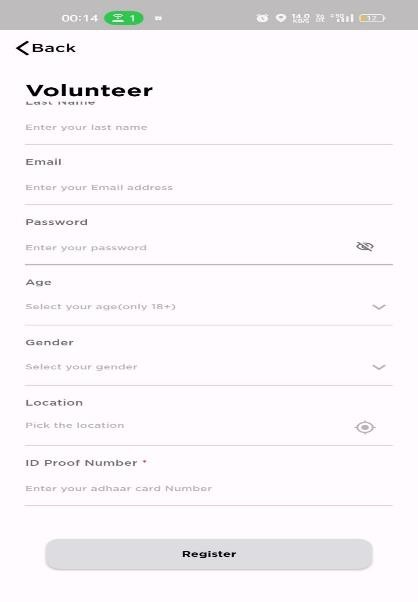 00:14 1 14.0 KB/S 12
Back
Volunteer
Last Name
Enter your last name
Email
Enter your Email address
Password
Enter your password
Age
Select your age(only 18+)
Gender
Select your gender
Location
Pick the location
ID Proof Number *
Enter your adhaar card Number
Register